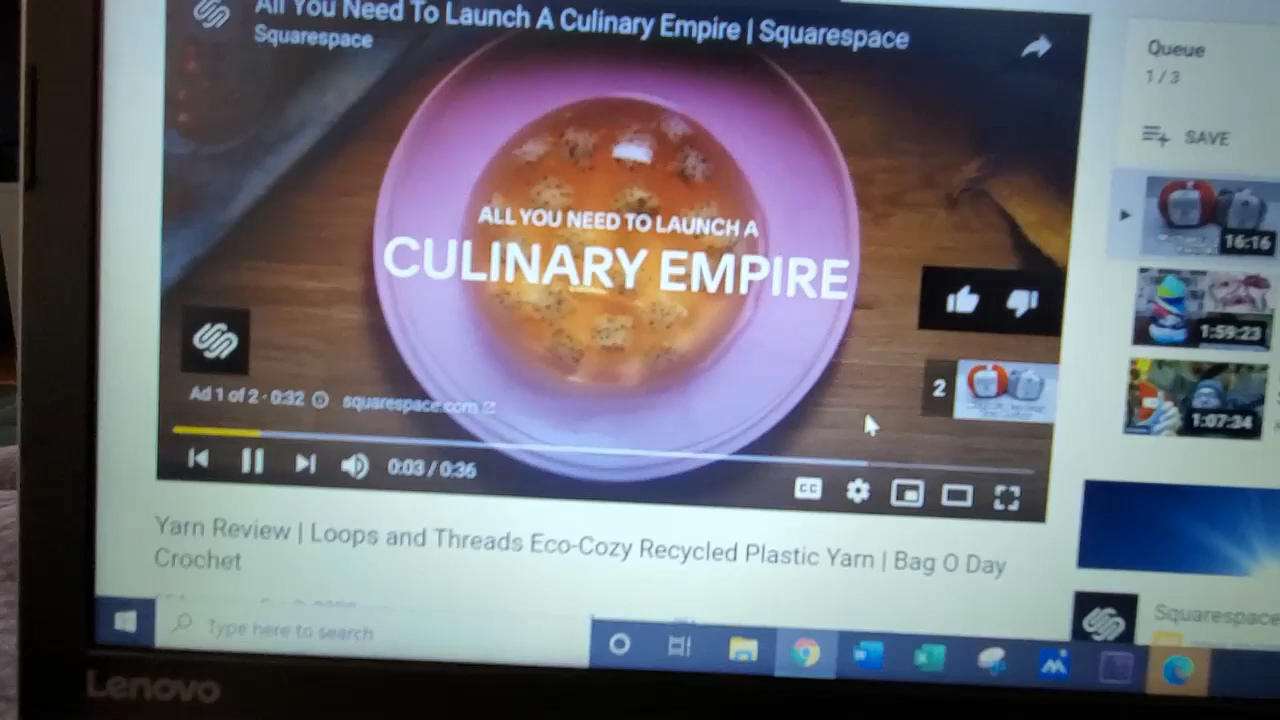 All You Need To Launch A Culinary Empire | Squarespace
Squarespace
Queue
1 / 3
SAVE
16:16
ALL YOU NEED TO LAUNCH A
CULINARY EMPIRE
1:59:23
2
Ad 1 of 2 · 0:32
squarespace.com
1:07:34
0:03 / 0:36
CC
Yarn Review | Loops and Threads Eco-Cozy Recycled Plastic Yarn | Bag O Day
Crochet
Squarespace
Type here to search
Lenovo